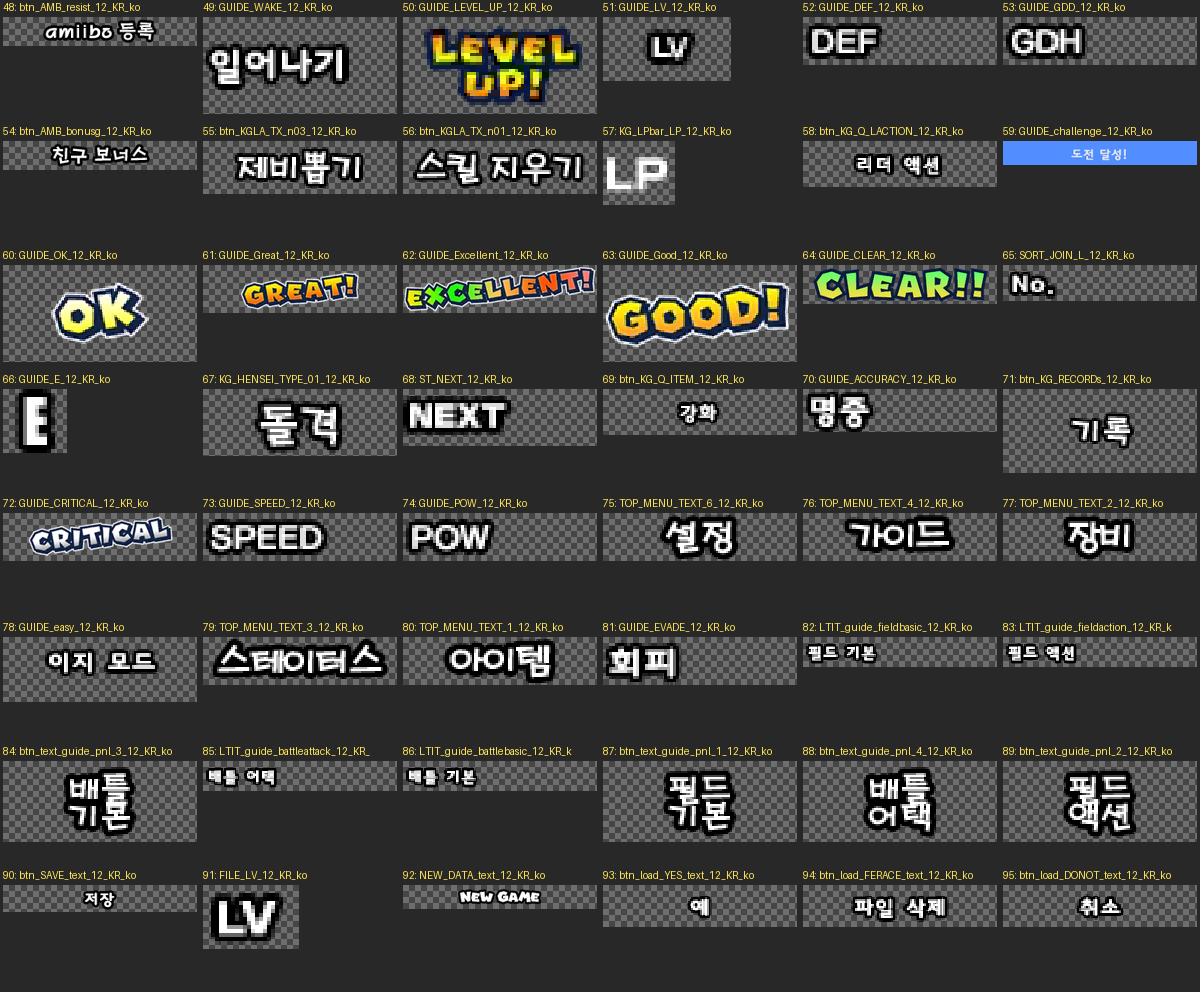 48: btn_AMB_resist_12_KR_ko
amiibo 등록
49: GUIDE_WAKE_12_KR_ko
일어나기
50: GUIDE_LEVEL_UP_12_KR_ko
LEVEL
UP!
51: GUIDE_LV_12_KR_ko
LV
52: GUIDE_DEF_12_KR_ko
DEF
53: GUIDE_GDD_12_KR_ko
GDH
54: btn_AMB_bonusg_12_KR_ko
친구 보너스
55: btn_KGLA_TX_n03_12_KR_ko
제비뽑기
56: btn_KGLA_TX_n01_12_KR_ko
스킬 지우기
57: KG_LPbar_LP_12_KR_ko
LP
58: btn_KG_Q_LACTION_12_KR_ko
리더 액션
59: GUIDE_challenge_12_KR_ko
도전 달성!
60: GUIDE_OK_12_KR_ko
OK
61: GUIDE_Great_12_KR_ko
GREAT!
62: GUIDE_Excellent_12_KR_ko
EXCELLENT!
63: GUIDE_Good_12_KR_ko
GOOD!
64: GUIDE_CLEAR_12_KR_ko
CLEAR!!
65: SORT_JOIN_L_12_KR_ko
No.
66: GUIDE_E_12_KR_ko
E
67: KG_HENSEI_TYPE_01_12_KR_ko
돌격
68: ST_NEXT_12_KR_ko
NEXT
69: btn_KG_Q_ITEM_12_KR_ko
강화
70: GUIDE_ACCURACY_12_KR_ko
명중
71: btn_KG_RECORDs_12_KR_ko
기록
72: GUIDE_CRITICAL_12_KR_ko
CRITICAL
73: GUIDE_SPEED_12_KR_ko
SPEED
74: GUIDE_POW_12_KR_ko
POW
75: TOP_MENU_TEXT_6_12_KR_ko
설정
76: TOP_MENU_TEXT_4_12_KR_ko
가이드
77: TOP_MENU_TEXT_2_12_KR_ko
장비
78: GUIDE_easy_12_KR_ko
이지 모드
79: TOP_MENU_TEXT_3_12_KR_ko
스테이터스
80: TOP_MENU_TEXT_1_12_KR_ko
아이템
81: GUIDE_EVADE_12_KR_ko
회피
82: LTIT_guide_fieldbasic_12_KR_ko
필드 기본
83: LTIT_guide_fieldaction_12_KR_k
필드 액션
84: btn_text_guide_pnl_3_12_KR_ko
배틀
기본
85: LTIT_guide_battleattack_12_KR_
배틀 어택
86: LTIT_guide_battlebasic_12_KR_k
배틀 기본
87: btn_text_guide_pnl_1_12_KR_ko
필드
기본
88: btn_text_guide_pnl_4_12_KR_ko
배틀
어택
89: btn_text_guide_pnl_2_12_KR_ko
필드
액션
90: btn_SAVE_text_12_KR_ko
저장
91: FILE_LV_12_KR_ko
LV
92: NEW_DATA_text_12_KR_ko
NEW GAME
93: btn_load_YES_text_12_KR_ko
예
94: btn_load_FERACE_text_12_KR_ko
파일 삭제
95: btn_load_DONOT_text_12_KR_ko
취소